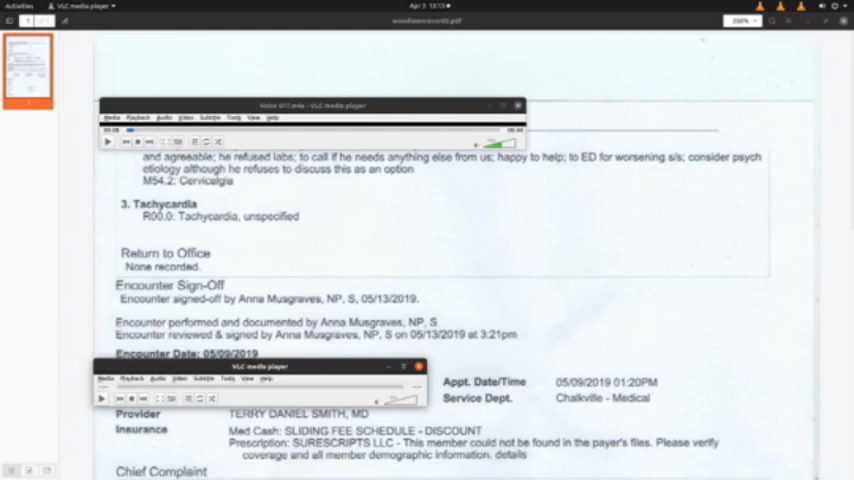 Activities
VLC media player
Apr 3 13:13
1
woodlawnrecord3.pdf
Voice 017.m4a - VLC media player
Media Playback Audio Video Subtitle Tools View Help
and agreeable; he refused labs; to call if he needs anything else from us; happy to help; to ED for worsening s/s; consider psych
etiology although he refuses to discuss this as an option
M54.2: Cervicalgia
3. Tachycardia
R00.0: Tachycardia, unspecified
Return to Office
None recorded.
Encounter Sign-Off
Encounter signed-off by Anna Musgraves, NP, S, 05/13/2019.
Encounter performed and documented by Anna Musgraves, NP, S
Encounter reviewed & signed by Anna Musgraves, NP, S on 05/13/2019 at 3:21pm
Encounter Date: 05/09/2019
VLC media player
Media Playback Audio Video Subtitle Tools View Help
Appt. Date/Time 05/09/2019 01:20PM
Service Dept. Chalkville - Medical
Provider TERRY DANIEL SMITH, MD
Insurance Med Cash: SLIDING FEE SCHEDULE - DISCOUNT
Prescription: SURESCRIPTS LLC - This member could not be found in the payer's files. Please verify
coverage and all member demographic information. details
Chief Complaint